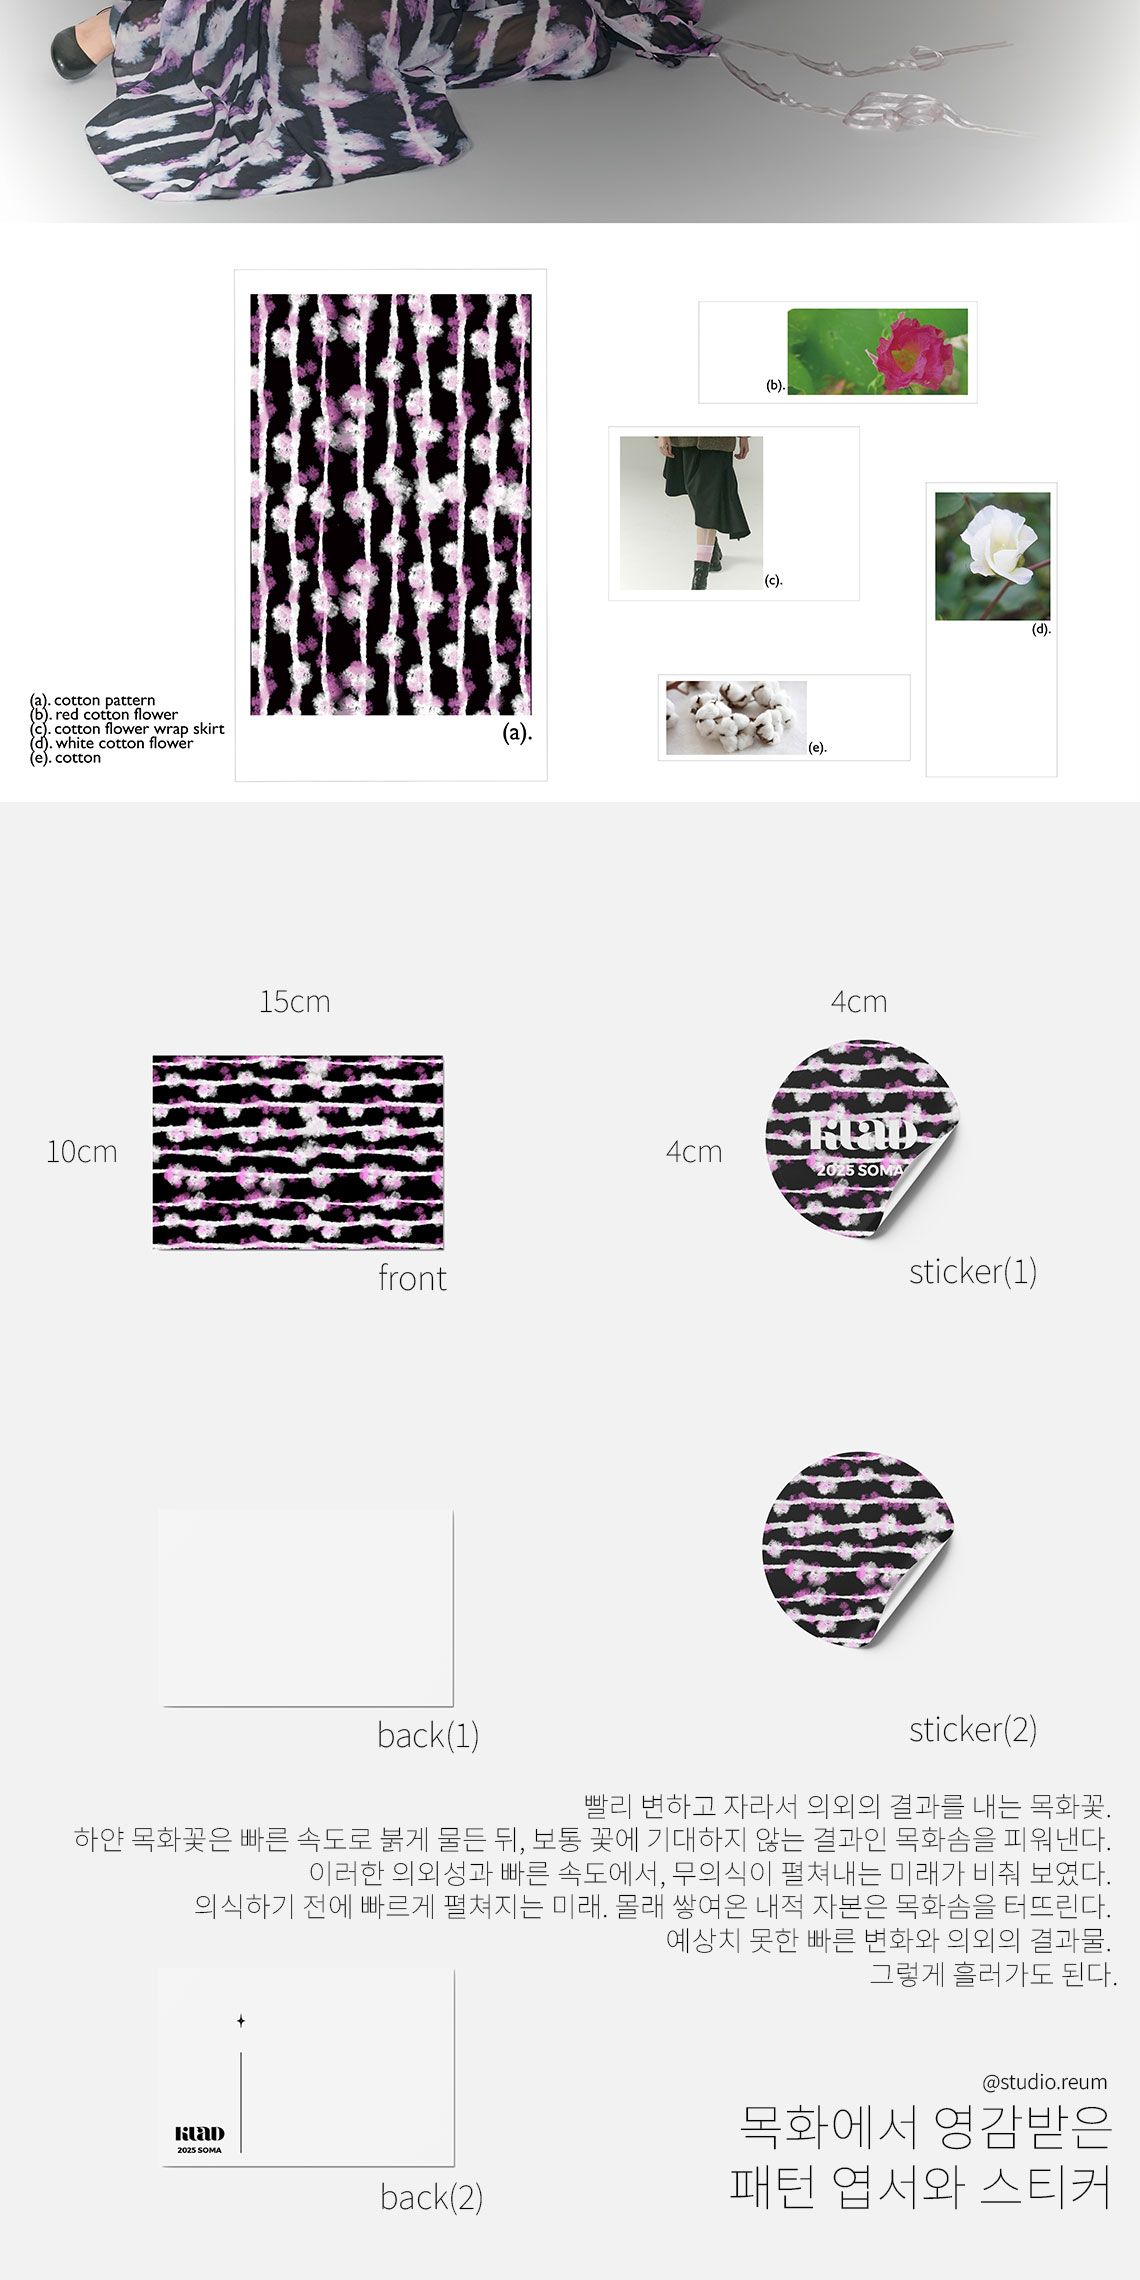 (b).
(c).
(d).
(e).
(a).
(a). cotton pattern
(b). red cotton flower
(c). cotton flower wrap skirt
(d). white cotton flower
(e). cotton
15cm
4cm
10cm
4cm
KLAD
2025 SOMA
front
sticker(1)
back(1)
sticker(2)
빨리 변하고 자라서 의외의 결과를 내는 목화꽃.
하얀 목화꽃은 빠른 속도로 붉게 물든 뒤, 보통 꽃에 기대하지 않는 결과인 목화솜을 피워낸다.
이러한 의외성과 빠른 속도에서, 무의식이 펼쳐내는 미래가 비춰 보였다.
의식하기 전에 빠르게 펼쳐지는 미래. 몰래 쌓여온 내적 자본은 목화솜을 터뜨린다.
예상치 못한 빠른 변화와 의외의 결과물.
그렇게 흘러가도 된다.
KLAD
2025 SOMA
back(2)
@studio.reum
목화에서 영감받은
패턴 엽서와 스티커